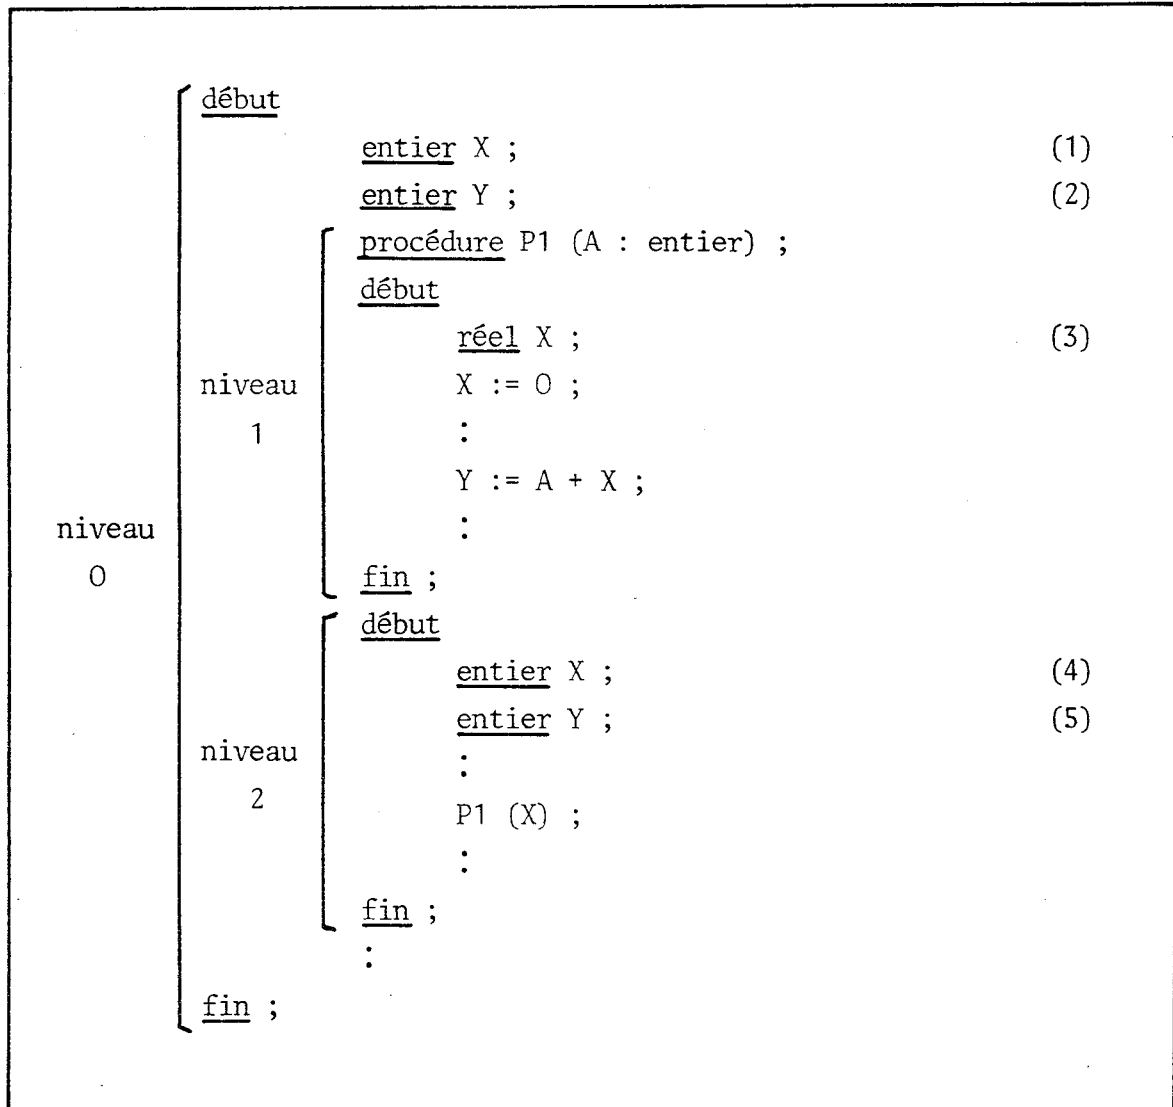 début
entier X ; (1)
entier Y ; (2)
procédure P1 (A : entier) ;
début
réel X ; (3)
niveau X := 0 ;
1 :
Y := A + X ;
niveau :
0 fin ;
début
entier X ; (4)
entier Y ; (5)
niveau :
2 P1 (X) ;
:
fin ;
:
fin ;